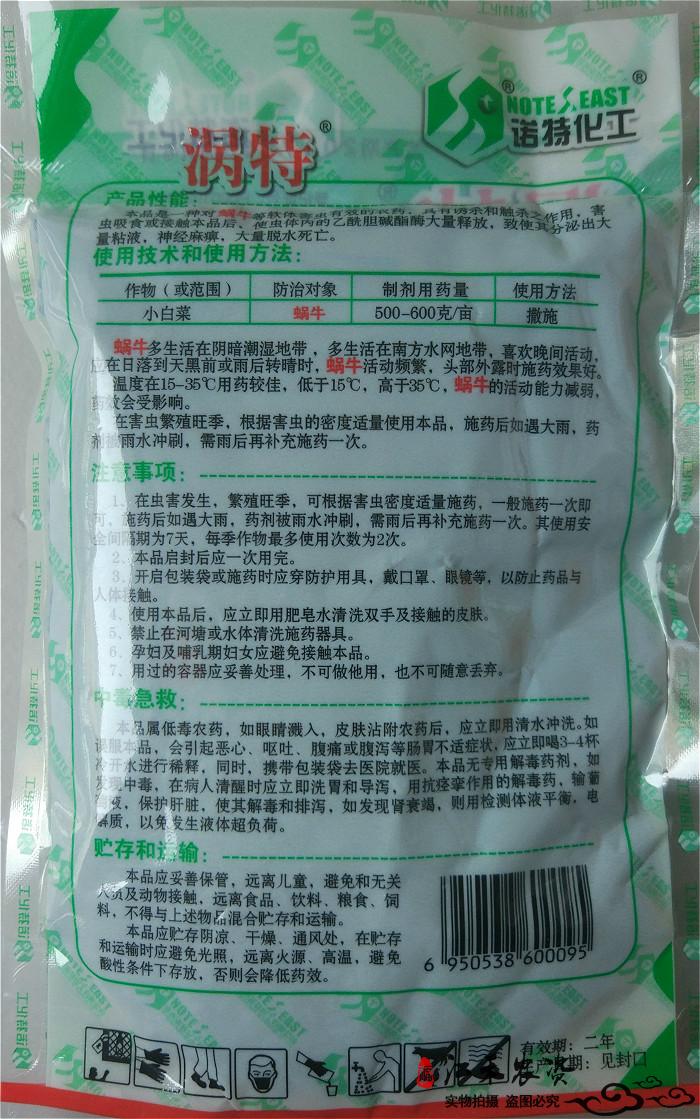 NOTE EAST
诺特化工
®
®
涡特®
产品性能:
本品是一种对蜗牛等软体害虫有效的农药，具有诱杀和触杀之作用，害
虫吸食或接触本品后、使虫体内的乙酰胆碱酯酶大量释放，致使其分泌出大
量粘液，神经麻痹，大量脱水死亡。
使用技术和使用方法:
作物（或范围） 防治对象 制剂用药量 使用方法
小白菜 蜗牛 500-600克/亩 撒施
蜗牛多生活在阴暗潮湿地带，多生活在南方水网地带，喜欢晚间活动，
应在日落到天黑前或雨后转晴时，蜗牛活动频繁，头部外露时施药效果好。
温度在15-35℃用药较佳，低于15℃，高于35℃，蜗牛的活动能力减弱，
药效会受影响。
在害虫繁殖旺季，根据害虫的密度适量使用本品，施药后如遇大雨，药
剂被雨水冲刷，需雨后再补充施药一次。
注意事项:
1、在虫害发生，繁殖旺季，可根据害虫密度适量施药，一般施药一次即
可，施药后如遇大雨，药剂被雨水冲刷，需雨后再补充施药一次。其使用安
全间隔期为7天，每季作物最多使用次数为2次。
2、本品启封后应一次用完。
3、开启包装袋或施药时应穿防护用具，戴口罩、眼镜等，以防止药品与
人体接触。
4、使用本品后，应立即用肥皂水清洗双手及接触的皮肤。
5、禁止在河塘或水体清洗施药器具。
6、孕妇及哺乳期妇女应避免接触本品。
7、用过的容器应妥善处理，不可做他用，也不可随意丢弃。
中毒急救:
本品属低毒农药，如眼睛溅入，皮肤沾附农药后，应立即用清水冲洗。如
误服本品，会引起恶心、呕吐、腹痛或腹泻等肠胃不适症状，应立即喝3-4杯
冷开水进行稀释，同时，携带包装袋去医院就医。本品无专用解毒药剂，如
发现中毒，在病人清醒时应立即洗胃和导泻，用抗痉挛作用的解毒药，输葡
液，保护肝脏，使其解毒和排泻，如发现肾衰竭，则用检测体液平衡，电
解质，以免发生液体超负荷。
贮存和运输:
本品应妥善保管，远离儿童，避免和无关
人员及动物接触，远离食品、饮料、粮食、饲
料，不得与上述物品混合贮存和运输。
本品应贮存阴凉、干燥、通风处，在贮存
和运输时应避免光照，远离火源、高温，避免
酸性条件下存放，否则会降低药效。
6 950538 600095
有效期: 二年
生产日期: 见封口
实物拍摄 盗图必究